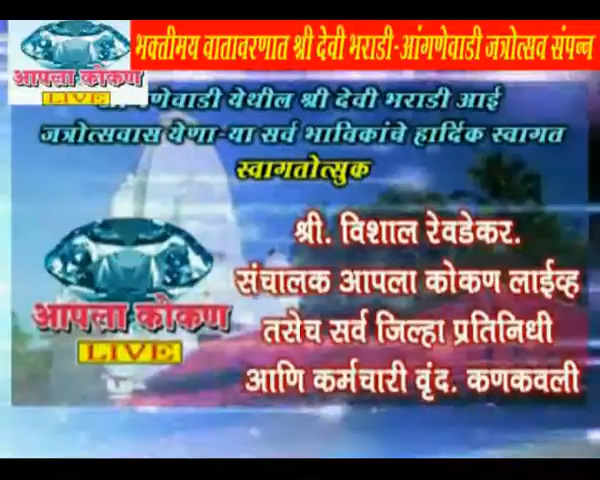 भक्तीमय वातावरणात श्री देवी भराडी-आंगणेवाडी जत्रोत्सव संपन्न
आपला कोकण
LIVE
येथील श्री देवी भराडी आई
जत्रोत्सवास येणा-या सर्व भाविकांचे हार्दिक स्वागत
स्वागतोत्सुक
श्री. विशाल रेवडेकर.
संचालक आपला कोकण लाईव्ह
तसेच सर्व जिल्हा प्रतिनिधी
आणि कर्मचारी वृंद. कणकवली
आपला कोकण
LIVE